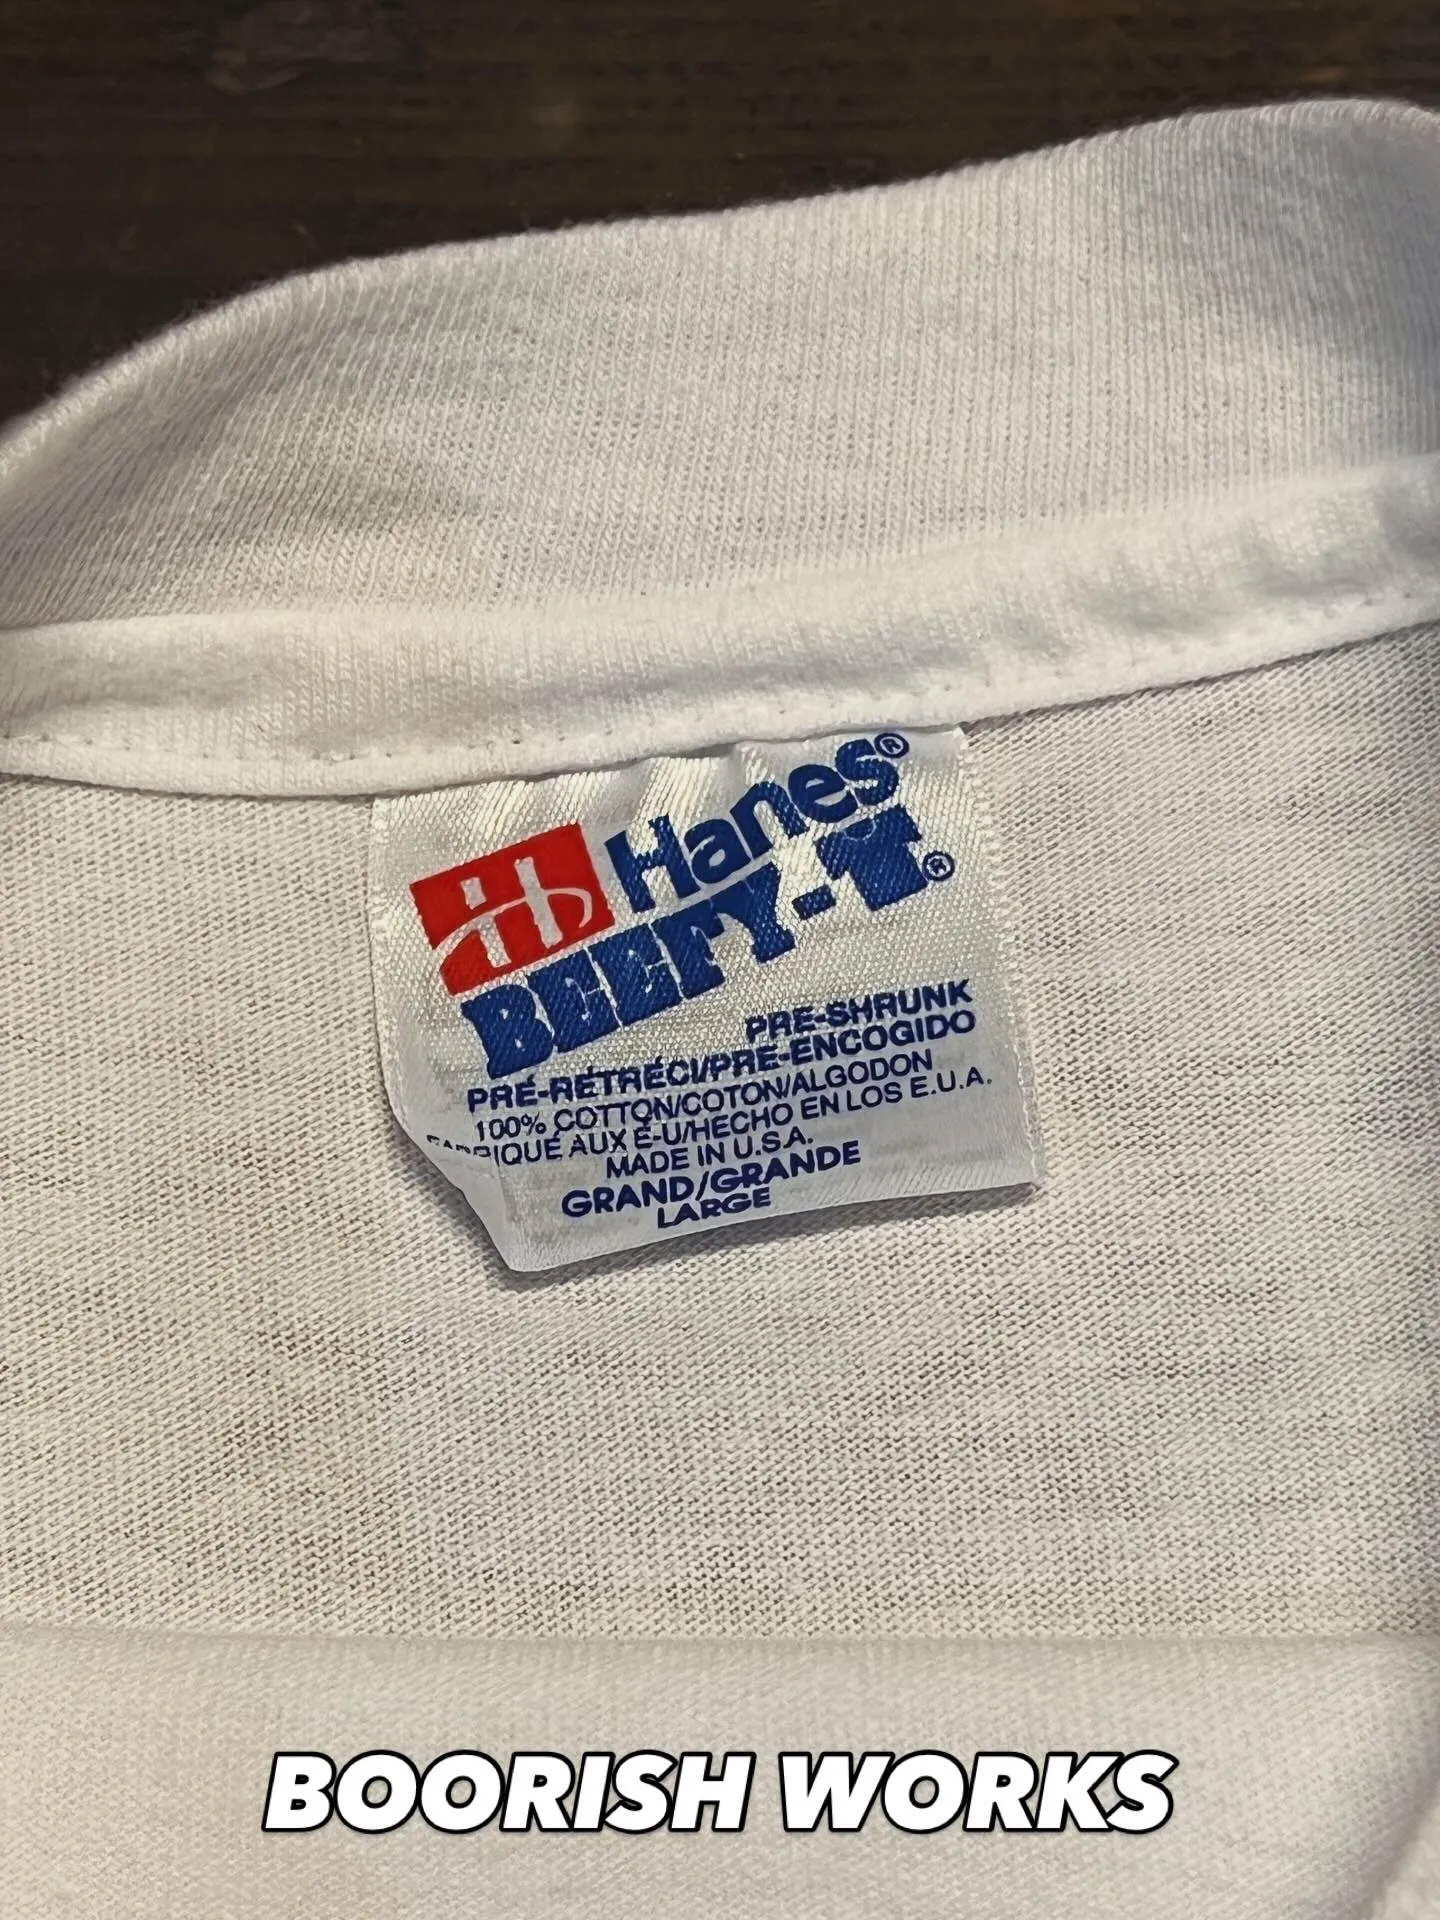 Hanes®
BEEFY-T®
PRE-SHRUNK
PRÉ-RÉTRÉCI/PRE-ENCOGIDO
100% COTTON/COTON/ALGODON
FABRIQUÉ AUX É-U/HECHO EN LOS E.U.A.
MADE IN U.S.A.
GRAND/GRANDE
LARGE
BOORISH WORKS